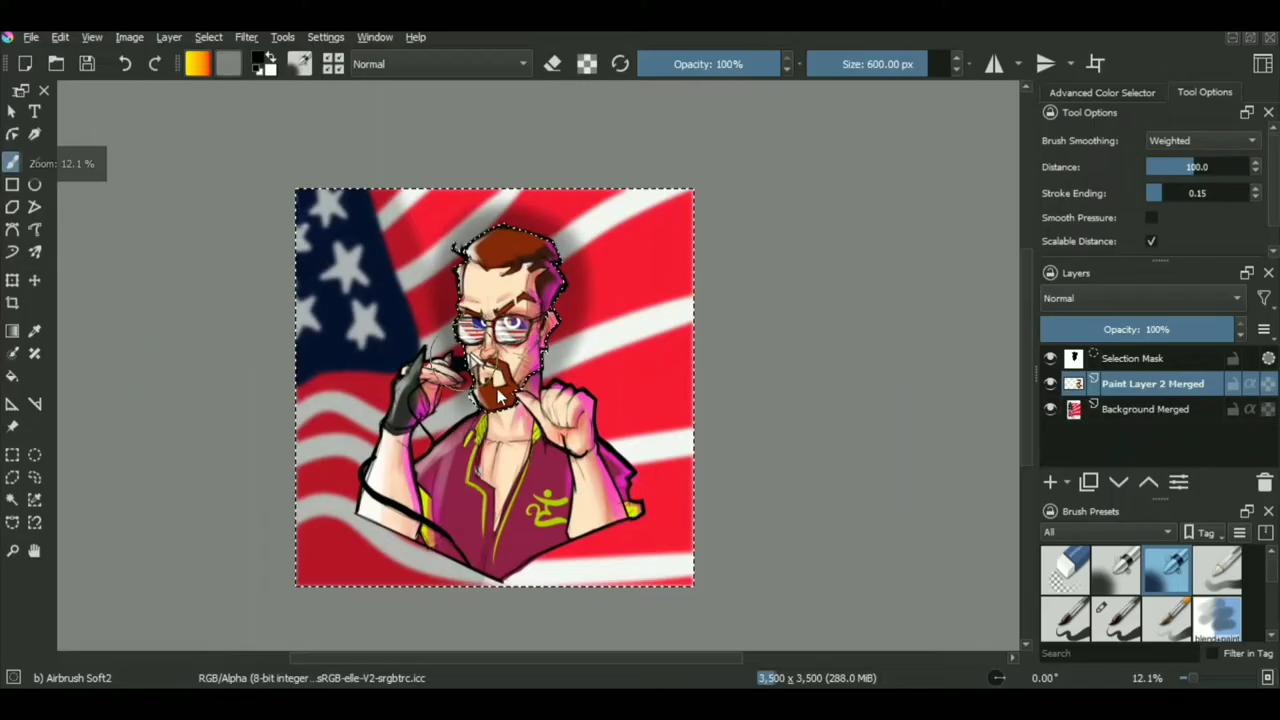 File Edit View Image Layer Select Filter Tools Settings Window Help
Normal Opacity: 100% Size: 600.00 px
Advanced Color Selector Tool Options
Tool Options
Brush Smoothing: Weighted
Zoom: 12.1 %
Distance: 100.0
Stroke Ending: 0.15
Smooth Pressure:
Scalable Distance:
Layers
Normal
Opacity: 100%
Selection Mask
Paint Layer 2 Merged
Background Merged
Brush Presets
All Tag
blend+paint
Search Filter in Tag
b) Airbrush Soft2 RGB/Alpha (8-bit integer ...sRGB-elle-V2-srgbtrc.icc 3,500 x 3,500 (288.0 MiB) 0.00° 12.1%